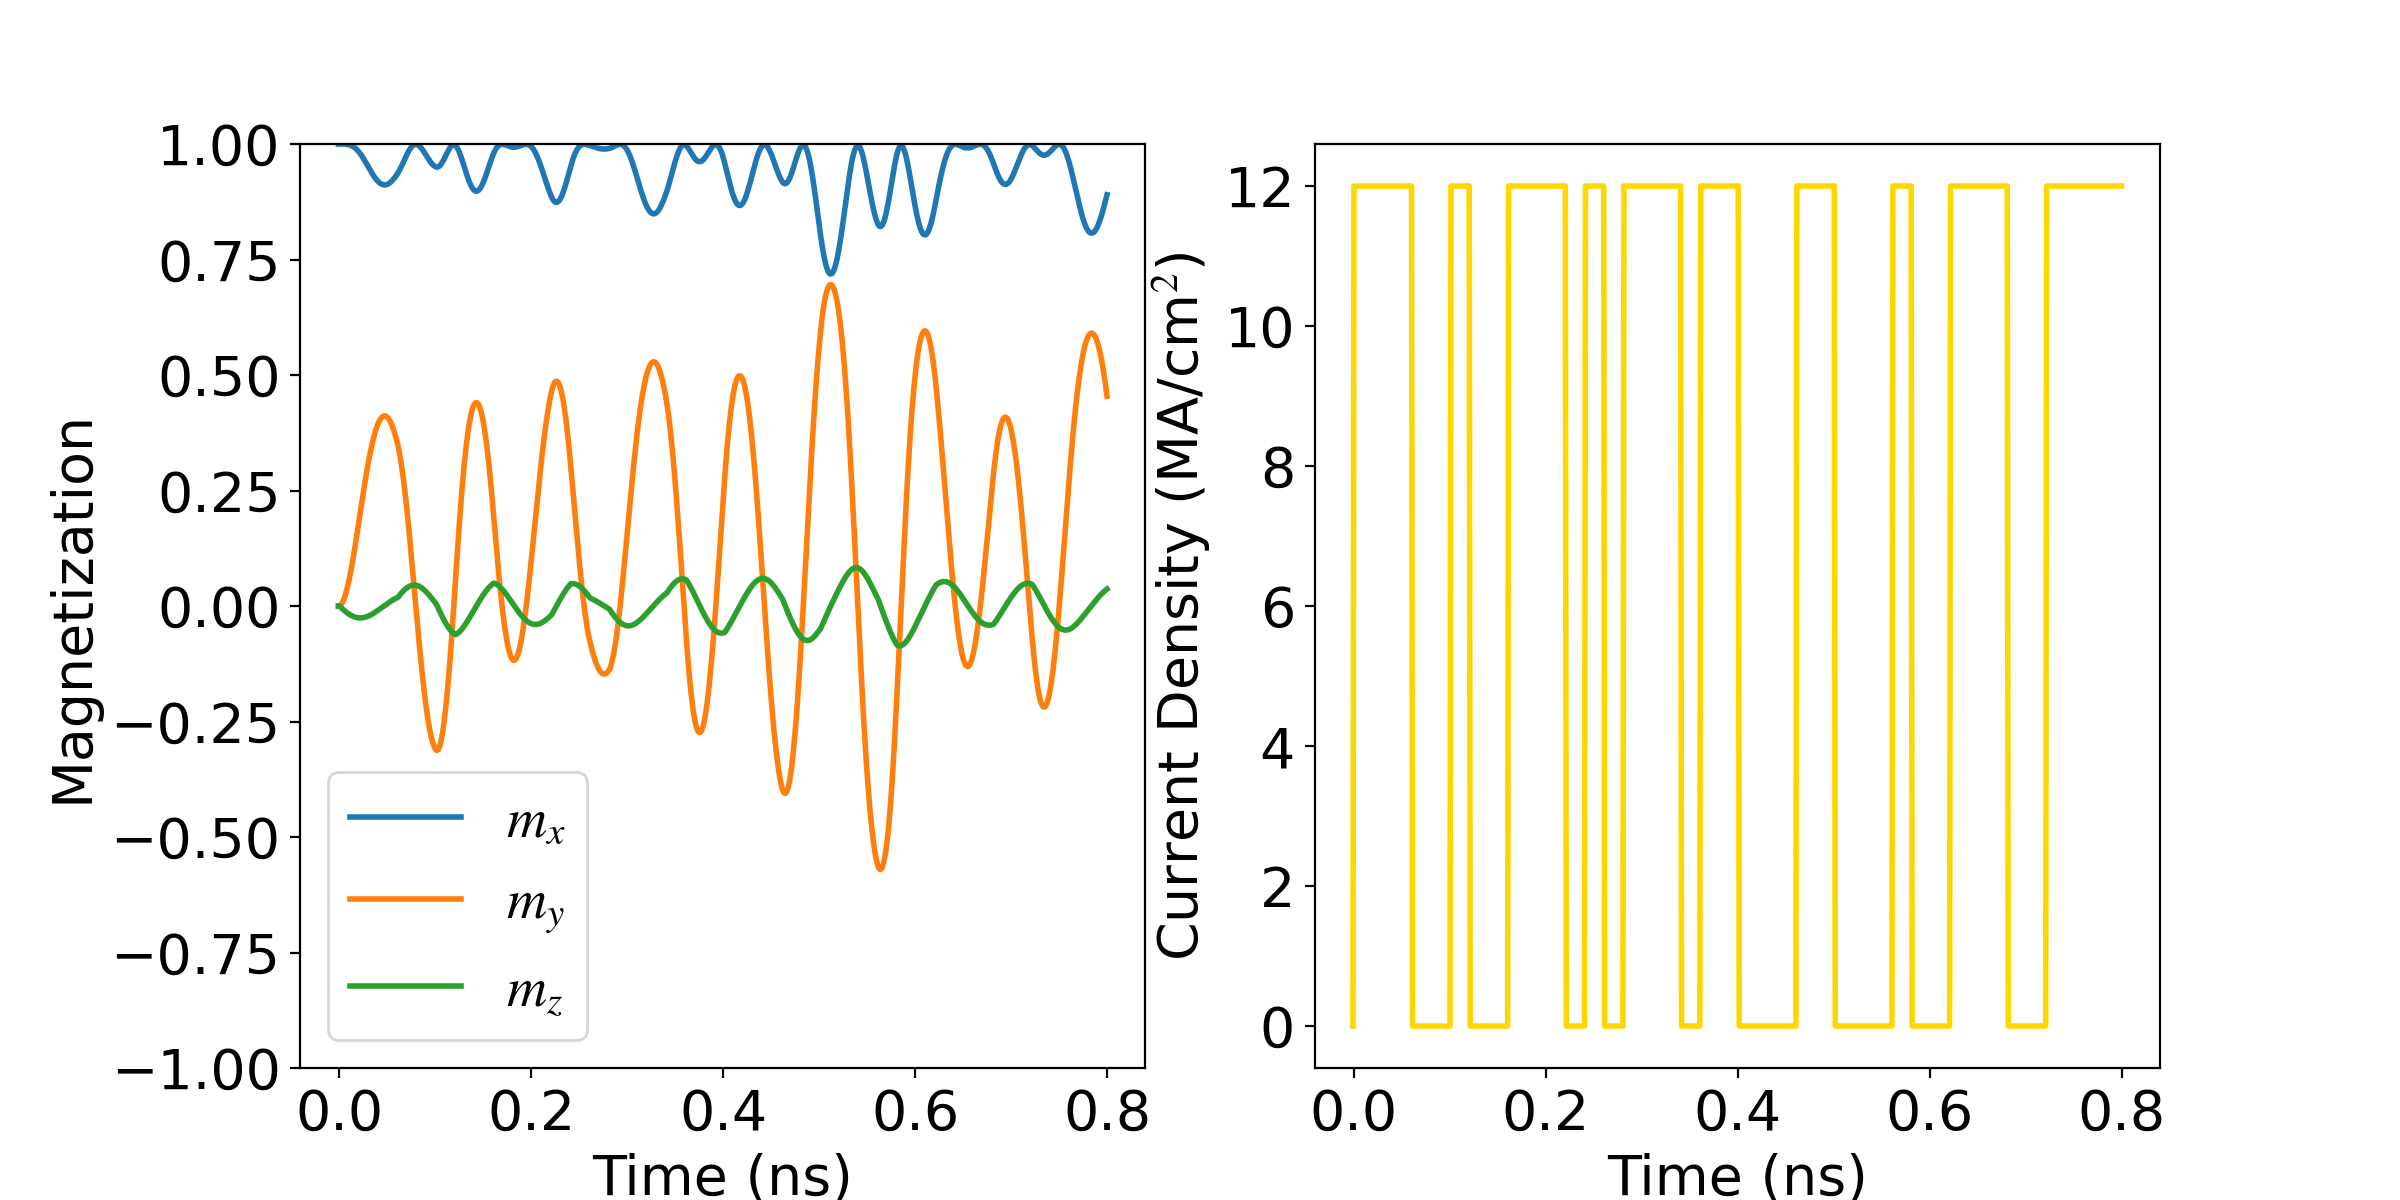 Magnetization
1.00
0.75
0.50
0.25
0.00
−0.25
−0.50
−0.75
−1.00
0.0 0.2 0.4 0.6 0.8
Time (ns)
m_x
m_y
m_z
Current Density (MA/cm²)
12
10
8
6
4
2
0
0.0 0.2 0.4 0.6 0.8
Time (ns)